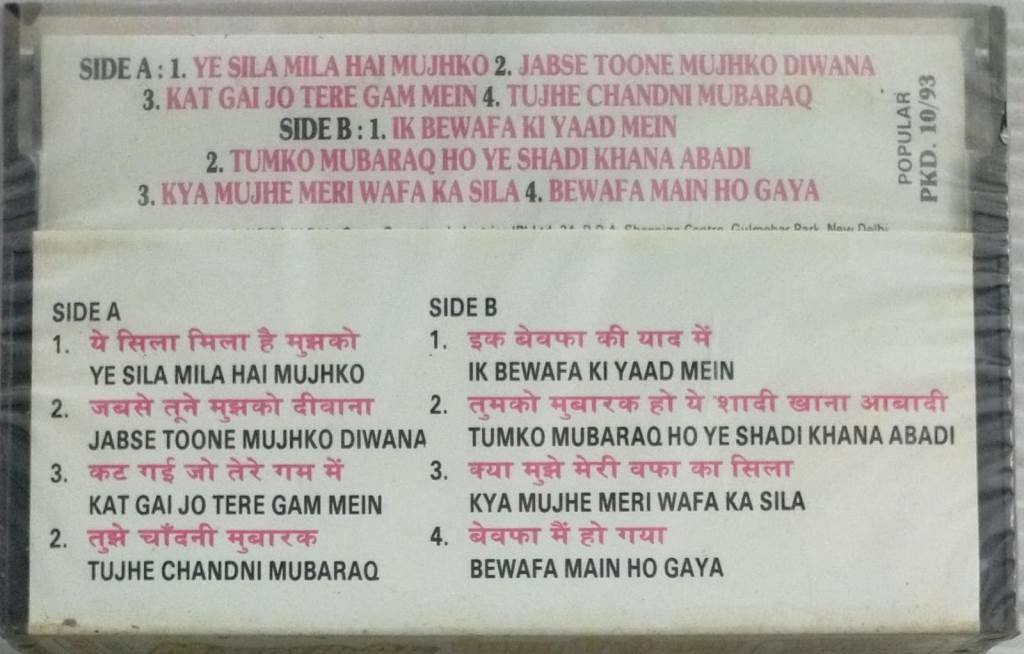 SIDE A : 1. YE SILA MILA HAI MUJHKO 2. JABSE TOONE MUJHKO DIWANA
3. KAT GAI JO TERE GAM MEIN 4. TUJHE CHANDNI MUBARAQ
SIDE B : 1. IK BEWAFA KI YAAD MEIN
2. TUMKO MUBARAQ HO YE SHADI KHANA ABADI
3. KYA MUJHE MERI WAFA KA SILA 4. BEWAFA MAIN HO GAYA
POPULAR
PKD. 10/93
Gulmohar Park, New Delhi
SIDE A
1. ये सिला मिला है मुझको
YE SILA MILA HAI MUJHKO
2. जबसे तूने मुझको दीवाना
JABSE TOONE MUJHKO DIWANA
3. कट गई जो तेरे गम में
KAT GAI JO TERE GAM MEIN
2. तुझे चाँदनी मुबारक
TUJHE CHANDNI MUBARAQ
SIDE B
1. इक बेवफा की याद में
IK BEWAFA KI YAAD MEIN
2. तुमको मुबारक हो ये शादी खाना आबादी
TUMKO MUBARAQ HO YE SHADI KHANA ABADI
3. क्या मुझे मेरी वफा का सिला
KYA MUJHE MERI WAFA KA SILA
4. बेवफा मैं हो गया
BEWAFA MAIN HO GAYA